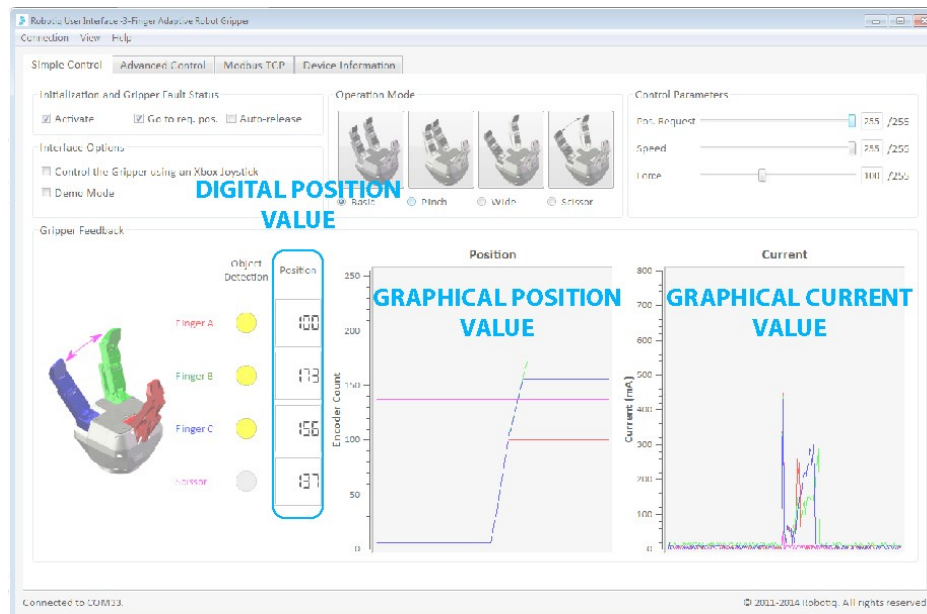 Robotiq User Interface -3-Finger Adaptive Robot Gripper
Connection View Help
Simple Control Advanced Control Modbus TCP Device Information
Initialization and Gripper Fault Status
Activate Go to req. pos. Auto-release
Interface Options
Control the Gripper using an Xbox Joystick
Demo Mode
Operation Mode
Basic Pinch Wide Scissor
Control Parameters
Pos. Request 255 /255
Speed 255 /255
Force 100 /255
DIGITAL POSITION
VALUE
Gripper Feedback
Object
Detection
Position
Finger A 100
Finger B 173
Finger C 156
Scissor 137
Position
GRAPHICAL POSITION
VALUE
Encoder Count
250
200
150
100
50
0
Current
GRAPHICAL CURRENT
VALUE
Current (mA)
800
700
600
500
400
300
200
100
0
Connected to COM33.
© 2011-2014 Robotiq. All rights reserved